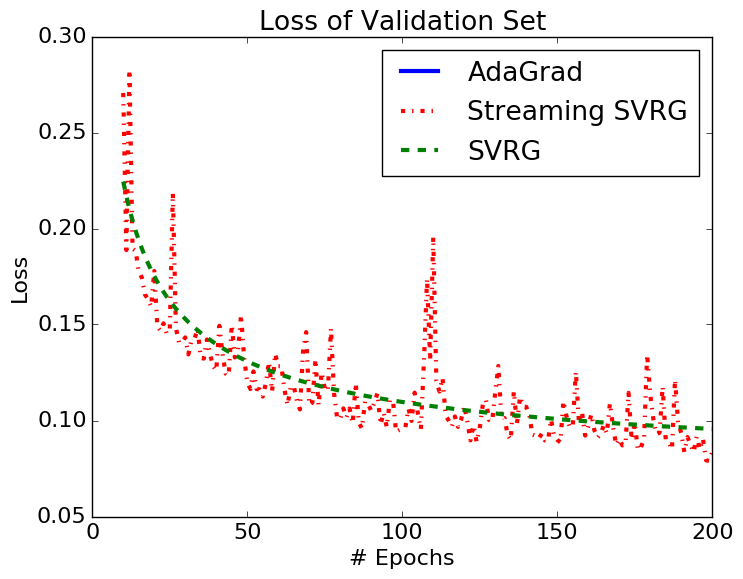 Loss of Validation Set
0.30
0.25
0.20
0.15
0.10
0.05
Loss
AdaGrad
Streaming SVRG
SVRG
0
50
100
150
200
# Epochs